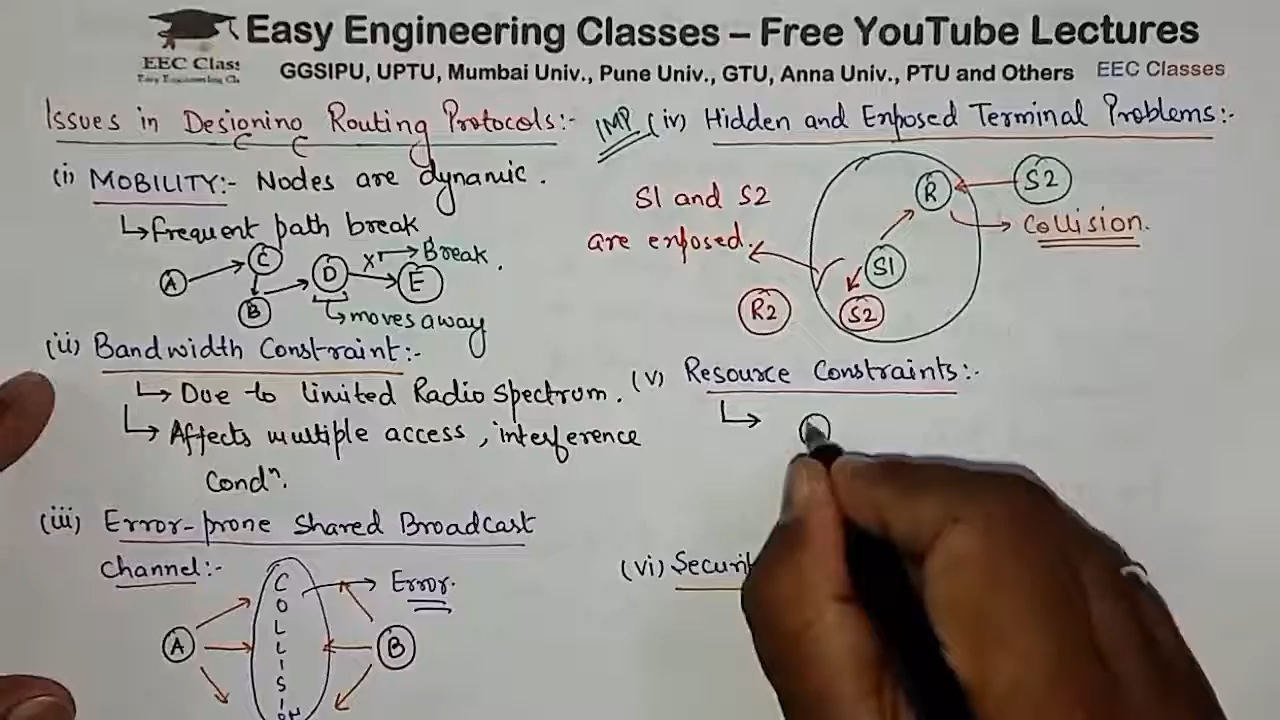 Easy Engineering Classes – Free YouTube Lectures
EEC Clas
GGSIPU, UPTU, Mumbai Univ., Pune Univ., GTU, Anna Univ., PTU and Others
EEC Classes
Issues in Designing Routing Protocols:-
(i) MOBILITY:- Nodes are dynamic.
↳ frequent path break
A
C
B
D
x
E
→ Break.
↳ moves away
(ii) Bandwidth Constraint:-
↳ Due to limited Radio spectrum.
↳ Affects multiple access, interference
Condⁿ.
(iii) Error-prone shared Broadcast
channel:-
COLLISION
→ Error.
A
B
IMP (iv) Hidden and Exposed Terminal Problems:-
S1 and S2
are exposed.
R
S2
→ Collision.
S1
R2
S2
(v) Resource Constraints:-
↳
(vi) Securit